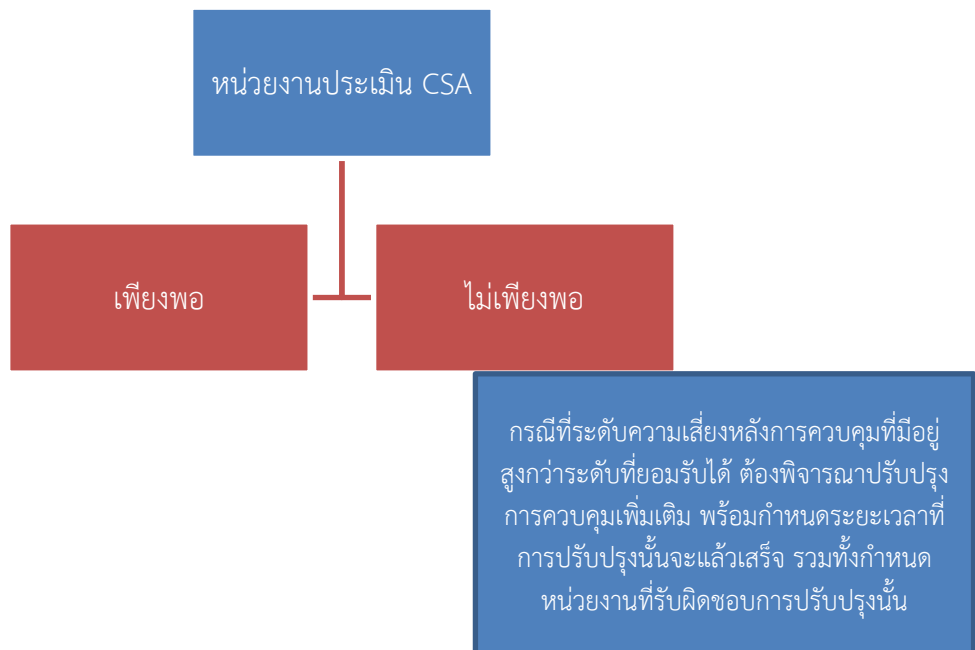 หน่วยงานประเมิน CSA
เพียงพอ
ไม่เพียงพอ
กรณีที่ระดับความเสี่ยงหลังการควบคุมที่มีอยู่
สูงกว่าระดับที่ยอมรับได้ ต้องพิจารณาปรับปรุง
การควบคุมเพิ่มเติม พร้อมกำหนดระยะเวลาที่
การปรับปรุงนั้นจะแล้วเสร็จ รวมทั้งกำหนด
หน่วยงานที่รับผิดชอบการปรับปรุงนั้น